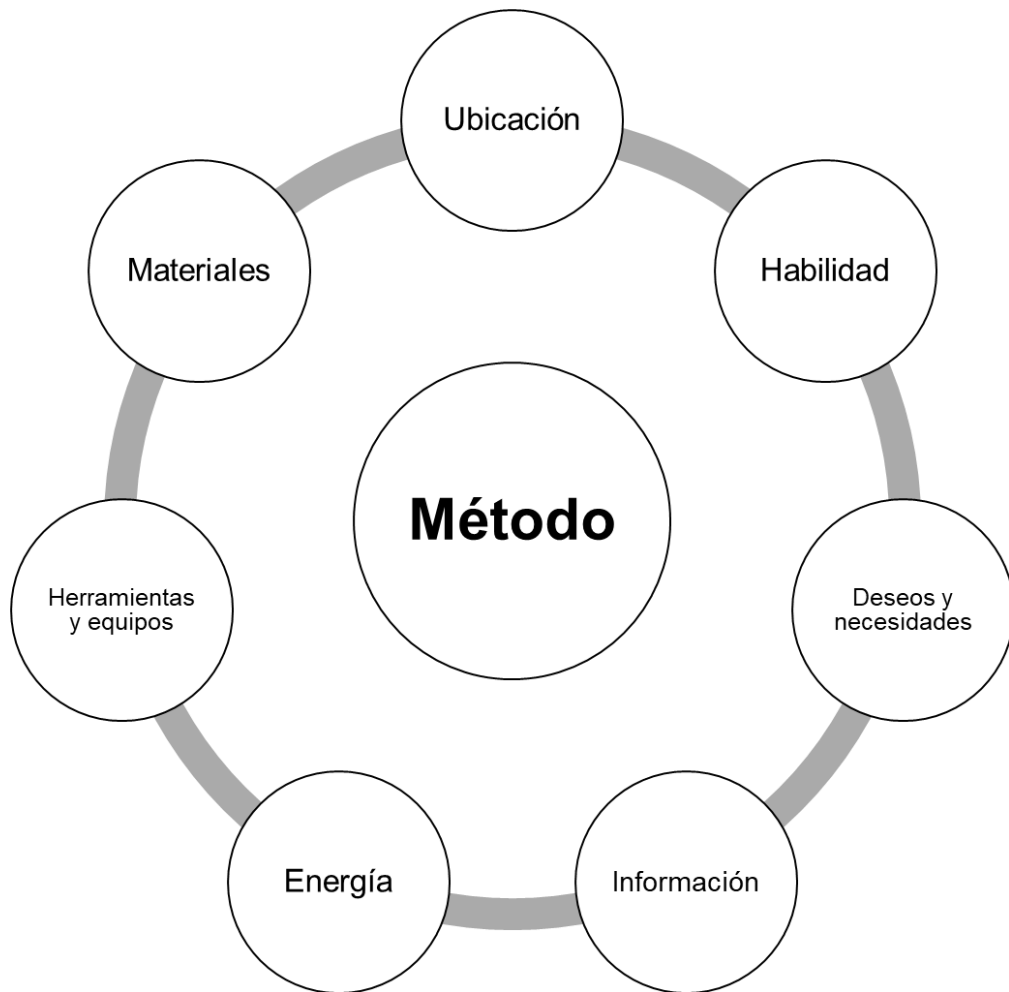 Ubicación
Habilidad
Deseos y
necesidades
Información
Energía
Herramientas
y equipos
Materiales
Método